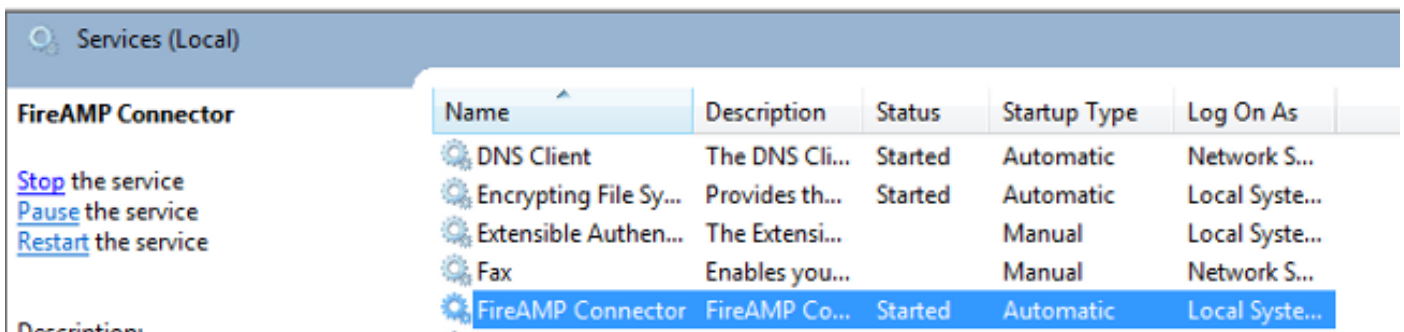 Services (Local)
FireAMP Connector
Stop the service
Pause the service
Restart the service
Description:
Name Description Status Startup Type Log On As
DNS Client The DNS Cli... Started Automatic Network S...
Encrypting File Sy... Provides th... Started Automatic Local Syste...
Extensible Authen... The Extensi... Manual Local Syste...
Fax Enables you... Manual Network S...
FireAMP Connector FireAMP Co... Started Automatic Local Syste...